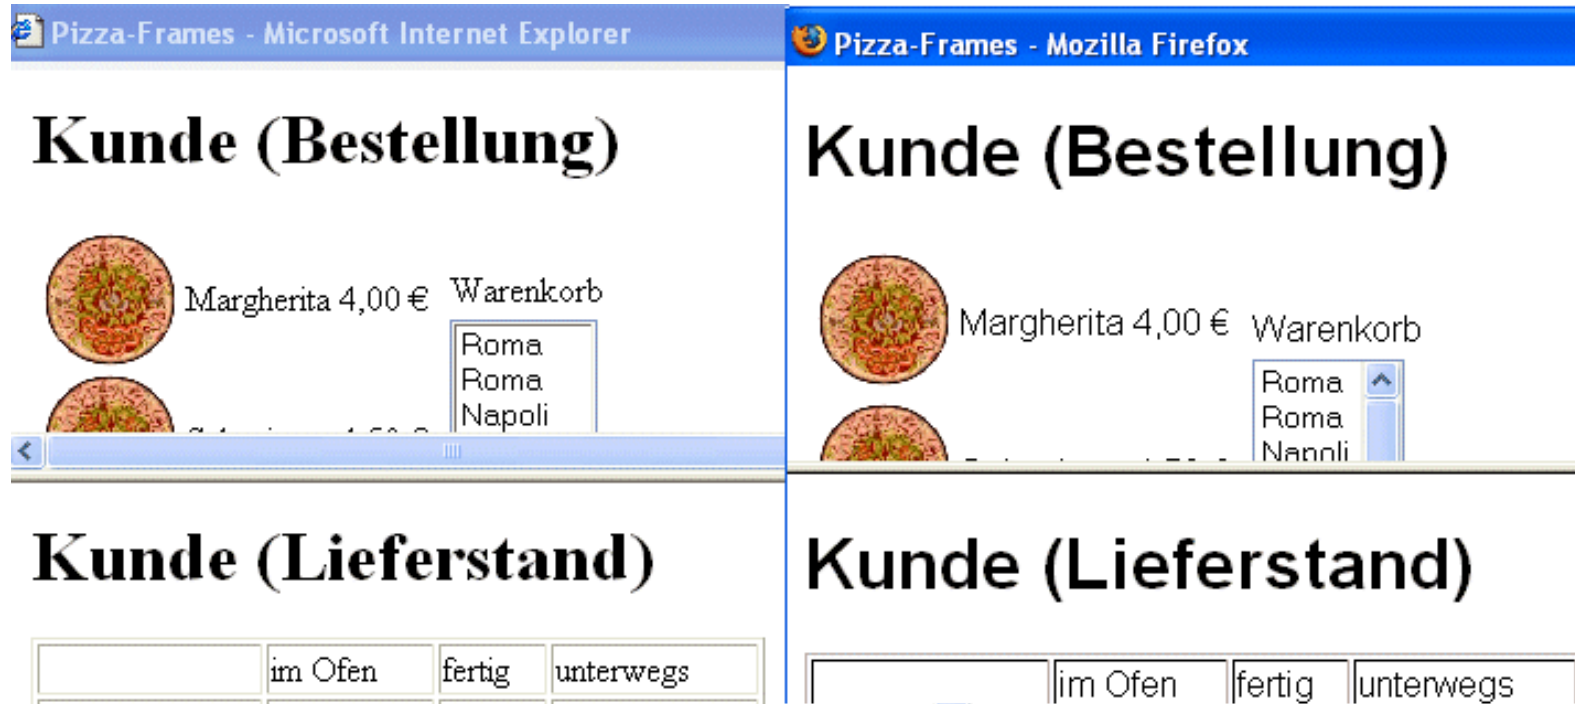 Pizza-Frames - Microsoft Internet Explorer
Kunde (Bestellung)
Margherita 4,00 €
Warenkorb
Roma
Roma
Napoli
Kunde (Lieferstand)
im Ofen fertig unterwegs
Pizza-Frames - Mozilla Firefox
Kunde (Bestellung)
Margherita 4,00 €
Warenkorb
Roma
Roma
Napoli
Kunde (Lieferstand)
im Ofen fertig unterwegs